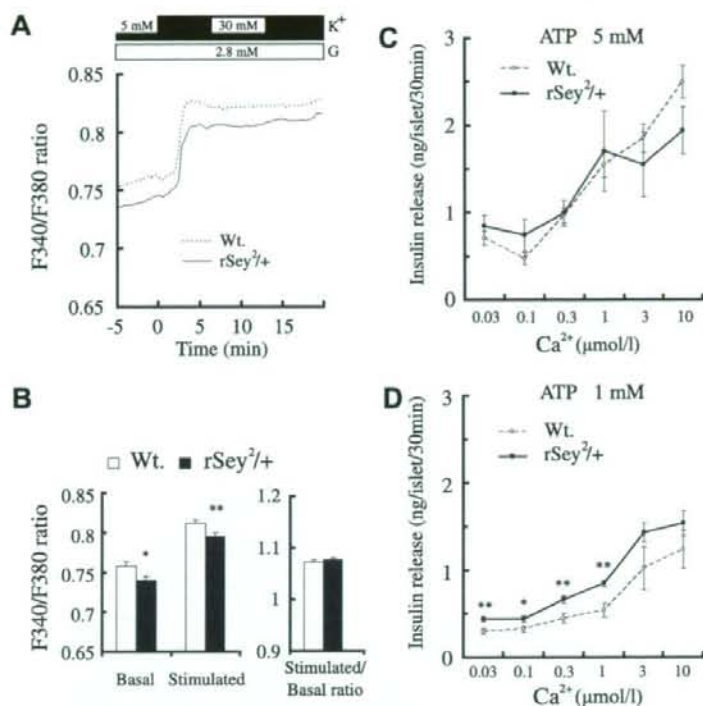 A
5 mM
30 mM
K+
2.8 mM
G
F340/F380 ratio
0.85
0.8
0.75
0.7
0.65
Wt.
rSey²/+
-5 0 5 10 15
Time (min)
B
Wt. rSey²/+
F340/F380 ratio
0.85
0.8
0.75
0.7
0.65
*
**
Basal Stimulated
1.2
1.1
1
0.9
Stimulated/
Basal ratio
C
ATP 5 mM
Insulin release (ng/islet/30min)
3
2
1
0
Wt.
rSey²/+
0.03 0.1 0.3 1 3 10
Ca²⁺(μmol/l)
D
ATP 1 mM
Insulin release (ng/islet/30min)
3
2
1
0
Wt.
rSey²/+
** * ** **
0.03 0.1 0.3 1 3 10
Ca²⁺(μmol/l)